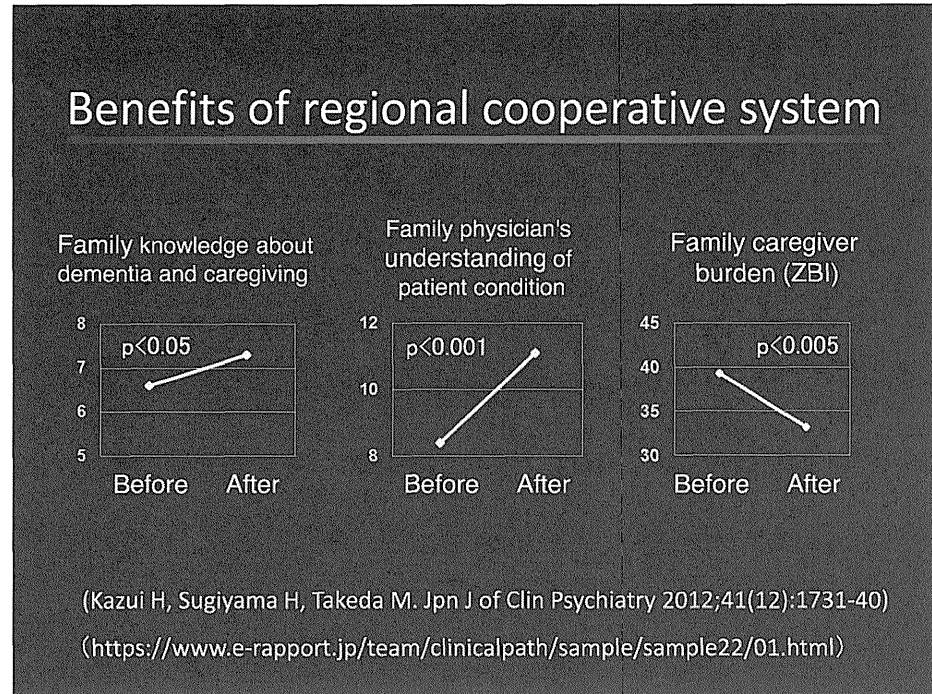 Benefits of regional cooperative system
Family knowledge about
dementia and caregiving
8
7
6
5
p<0.05
Before After
Family physician's
understanding of
patient condition
12
10
8
p<0.001
Before After
Family caregiver
burden (ZBI)
45
40
35
30
p<0.005
Before After
(Kazui H, Sugiyama H, Takeda M. Jpn J of Clin Psychiatry 2012;41(12):1731-40)
(https://www.e-rapport.jp/team/clinicalpath/sample/sample22/01.html)